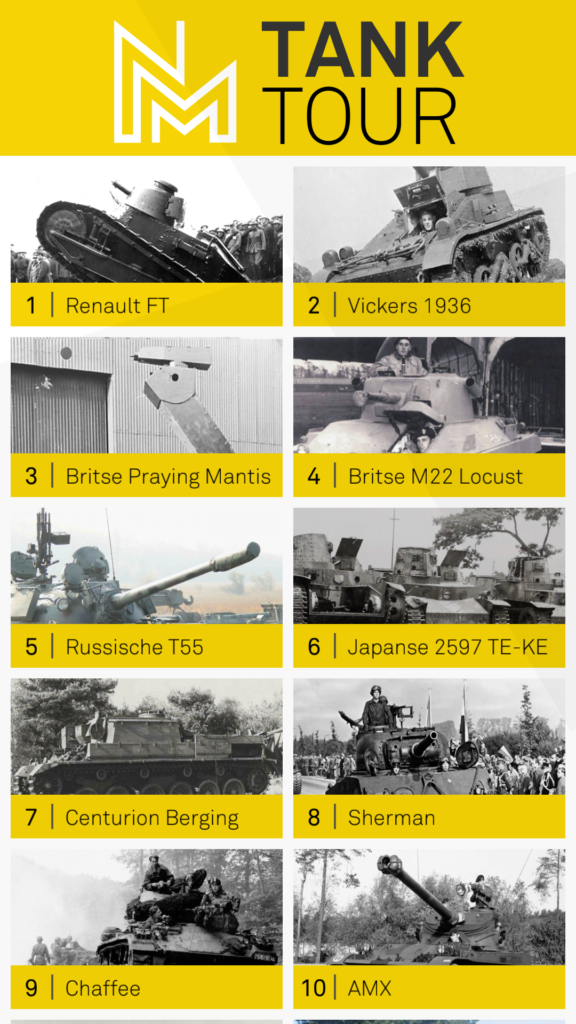 NM
TANK
TOUR
1 | Renault FT
2 | Vickers 1936
3 | Britse Praying Mantis
4 | Britse M22 Locust
5 | Russische T55
6 | Japanse 2597 TE-KE
7 | Centurion Berging
8 | Sherman
9 | Chaffee
10 | AMX